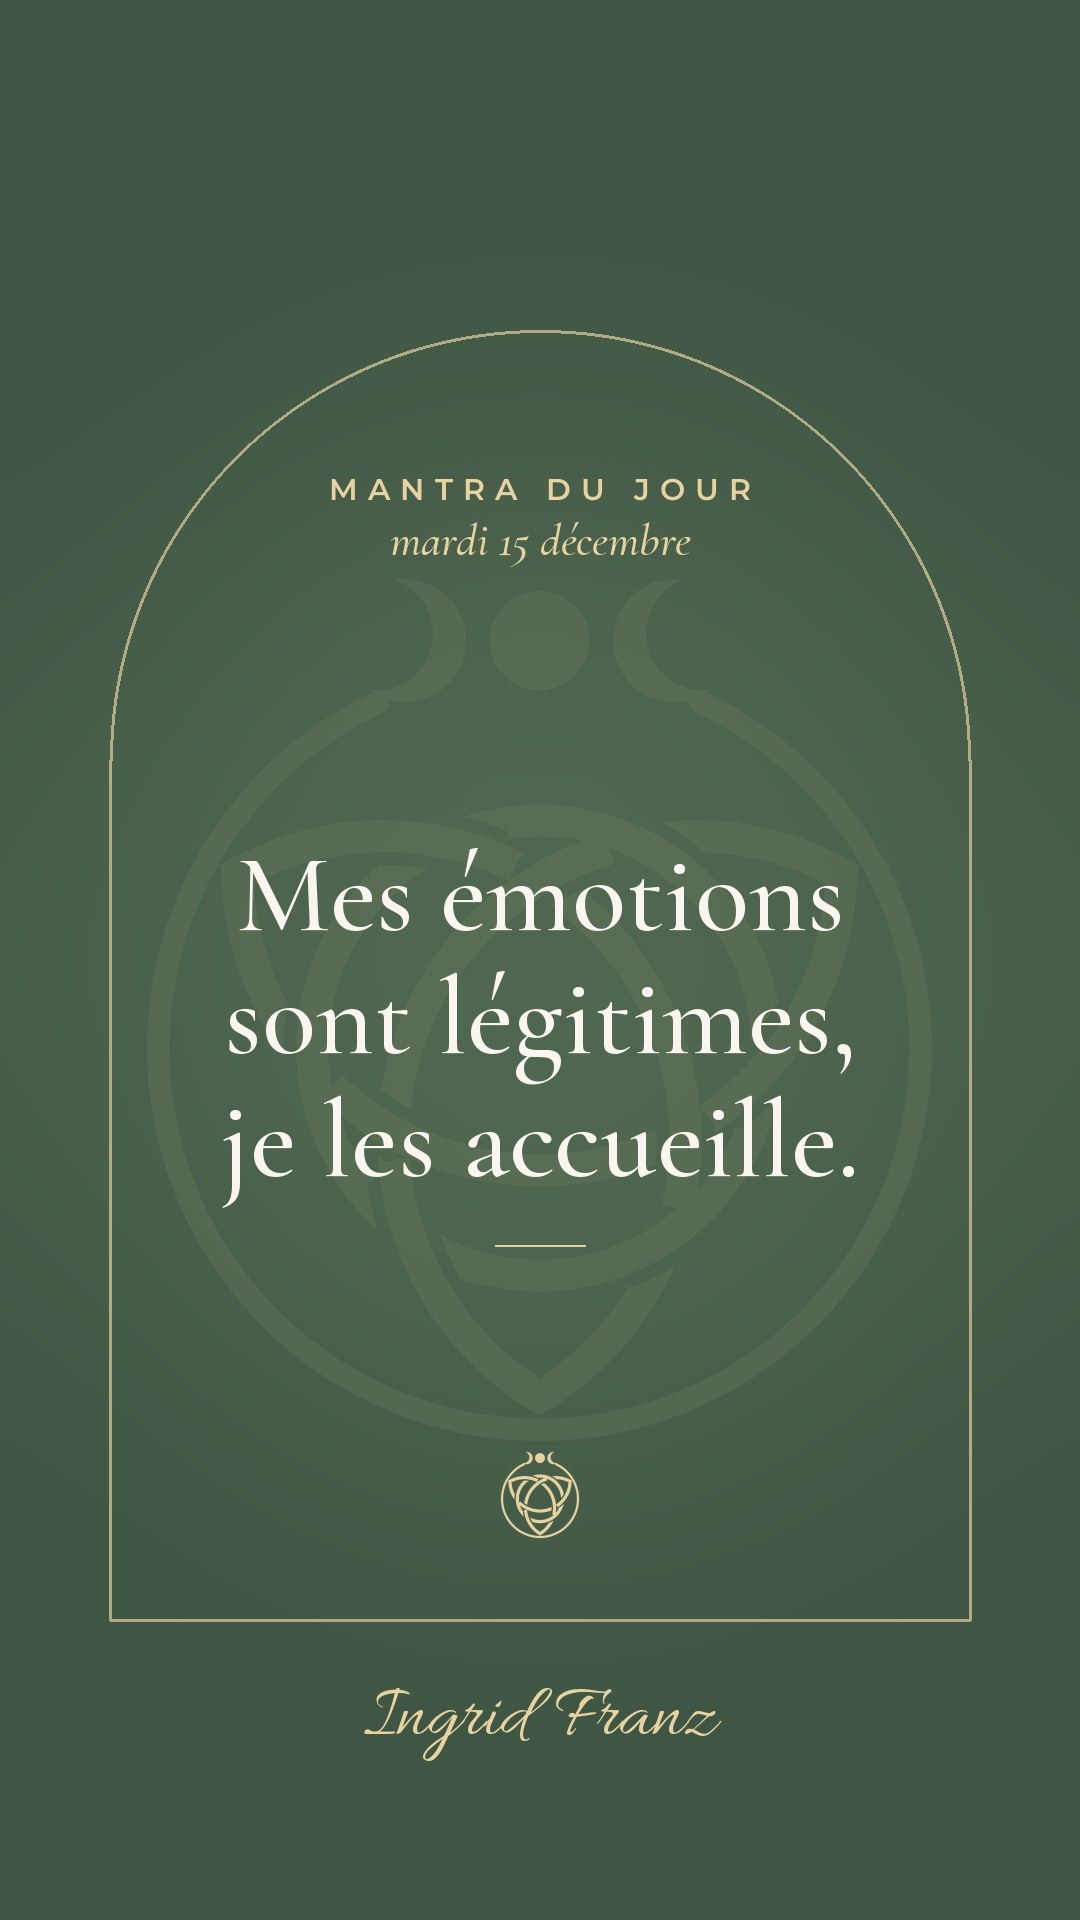 MANTRA DU JOUR
mardi 15 décembre
Mes émotions
sont légitimes,
je les accueille.
Ingrid Franz